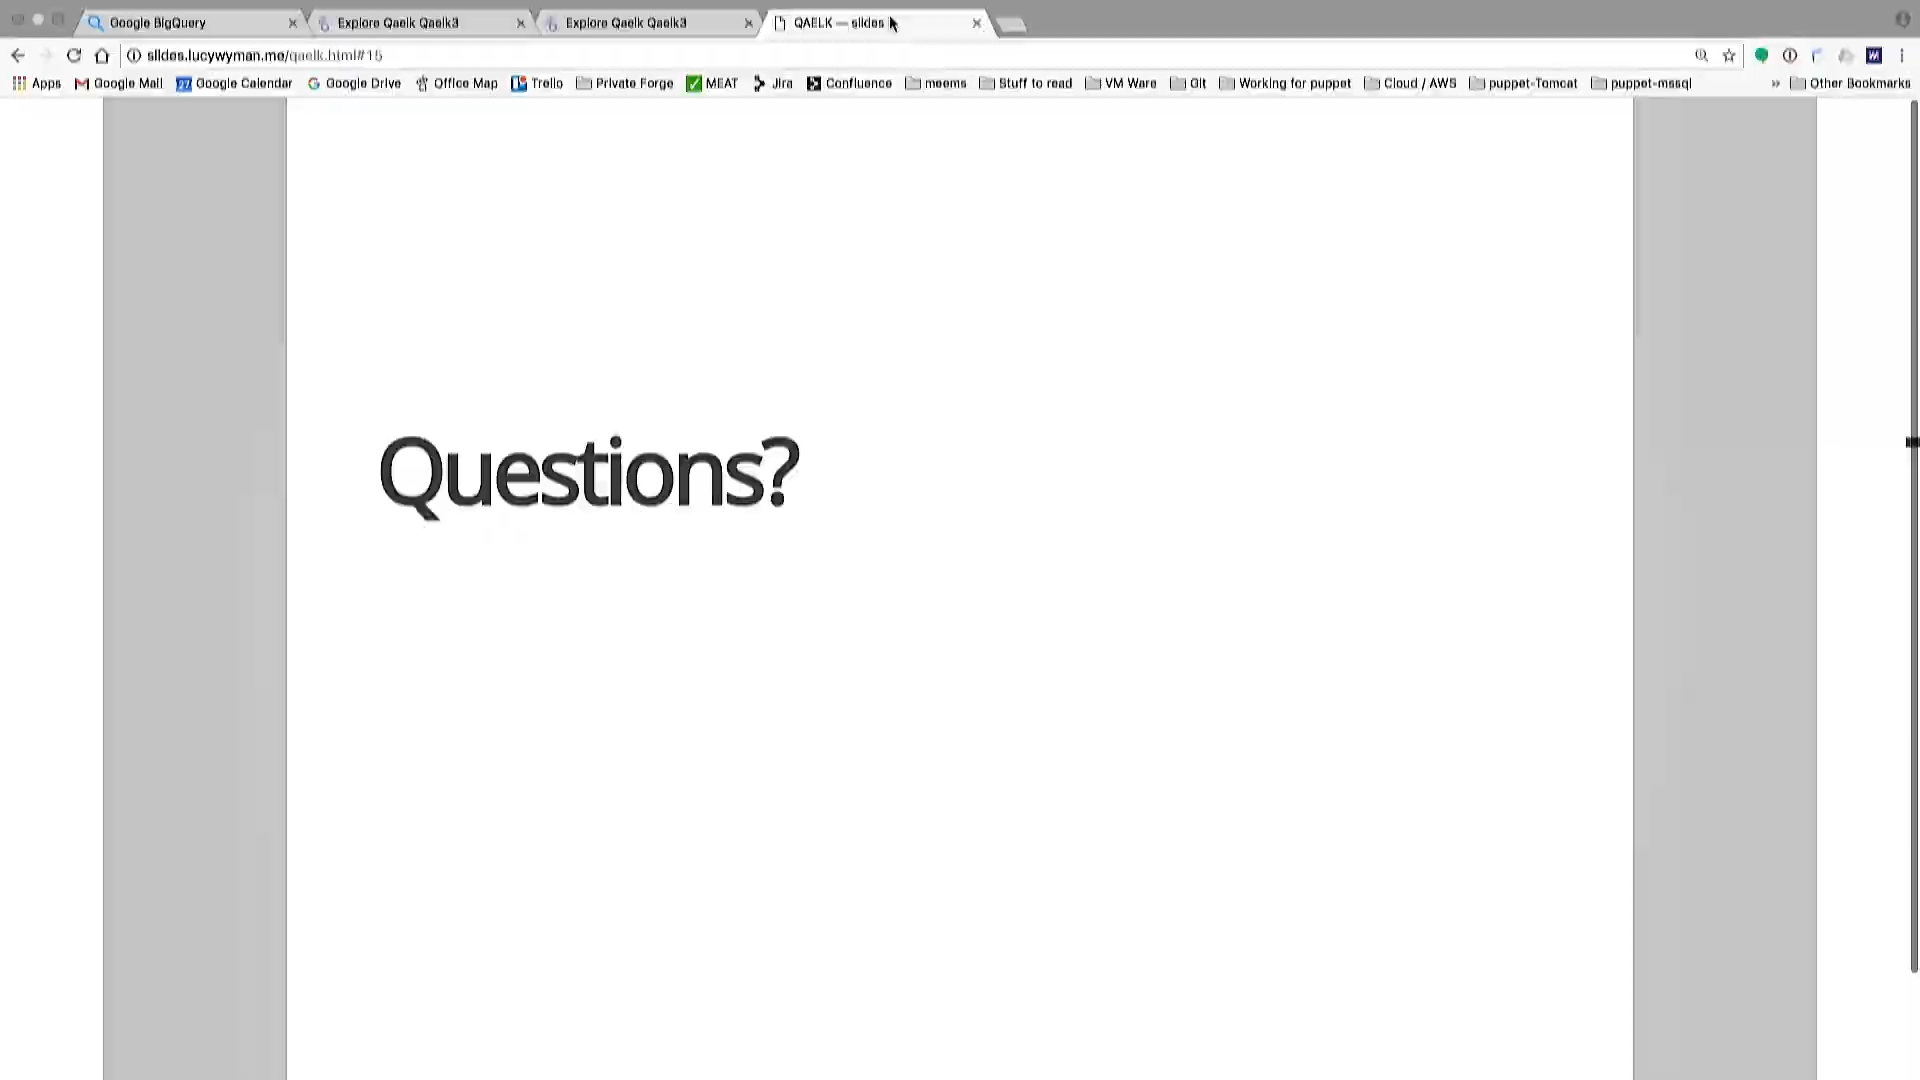 Google BigQuery
Explore Qaelk Qaelk3
Explore Qaelk Qaelk3
QAELK — slides
slides.lucywyman.me/qaelk.html#15
Apps Google Mail Google Calendar Google Drive Office Map Trello Private Forge MEAT Jira Confluence meems Stuff to read VM Ware Git Working for puppet Cloud / AWS puppet-Tomcat puppet-mssql » Other Bookmarks
Questions?